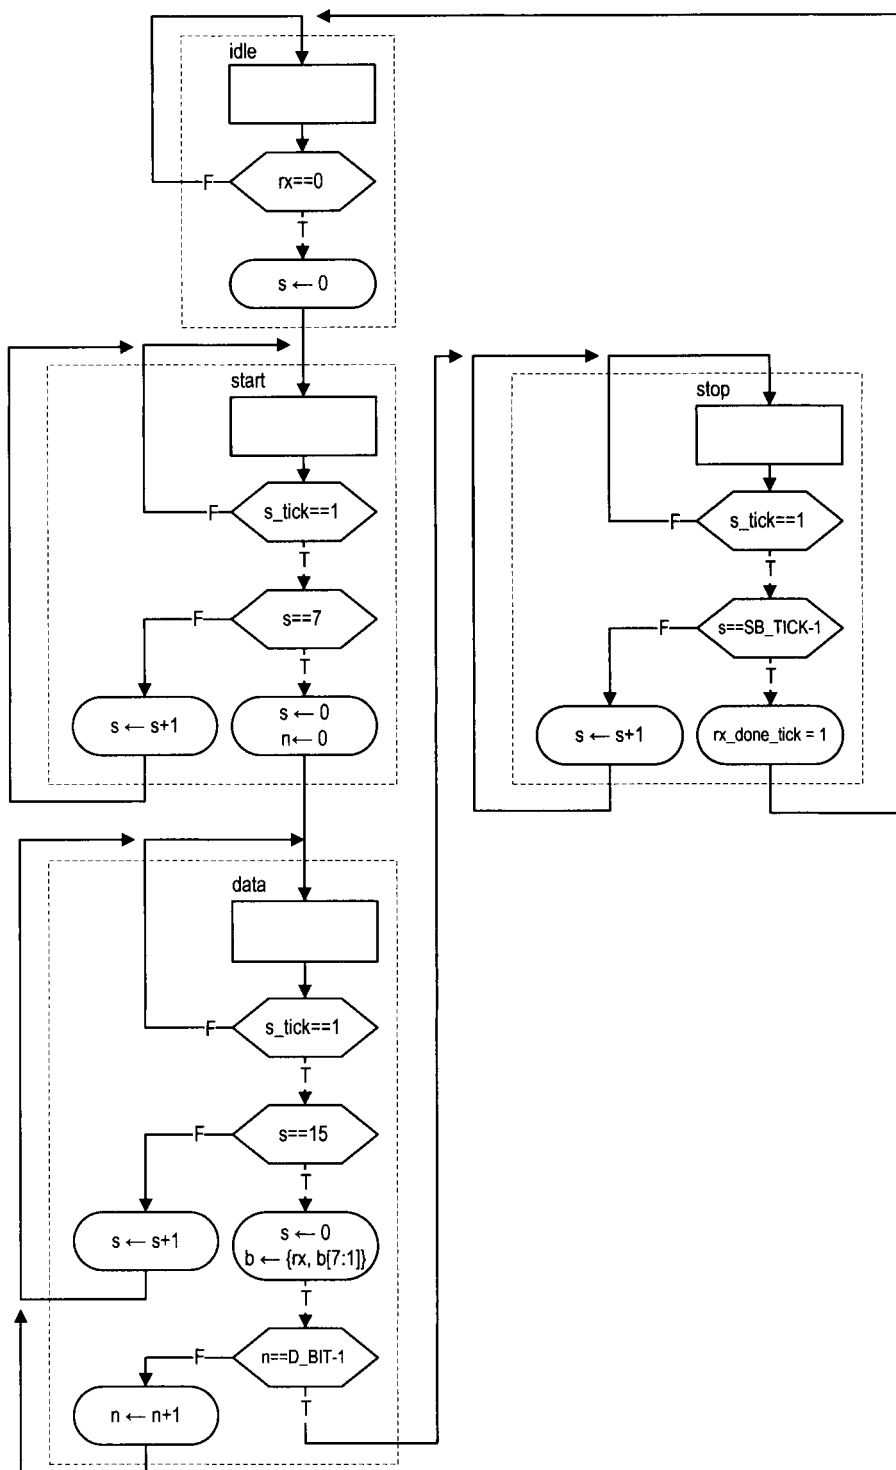 idle
rx==0
F
T
s ← 0
start
s_tick==1
F
T
s==7
F
T
s ← s+1
s ← 0
n← 0
data
s_tick==1
F
T
s==15
F
T
s ← s+1
s ← 0
b ← {rx, b[7:1]}
T
n==D_BIT-1
F
T
n ← n+1
stop
s_tick==1
F
T
s==SB_TICK-1
F
T
s ← s+1
rx_done_tick = 1